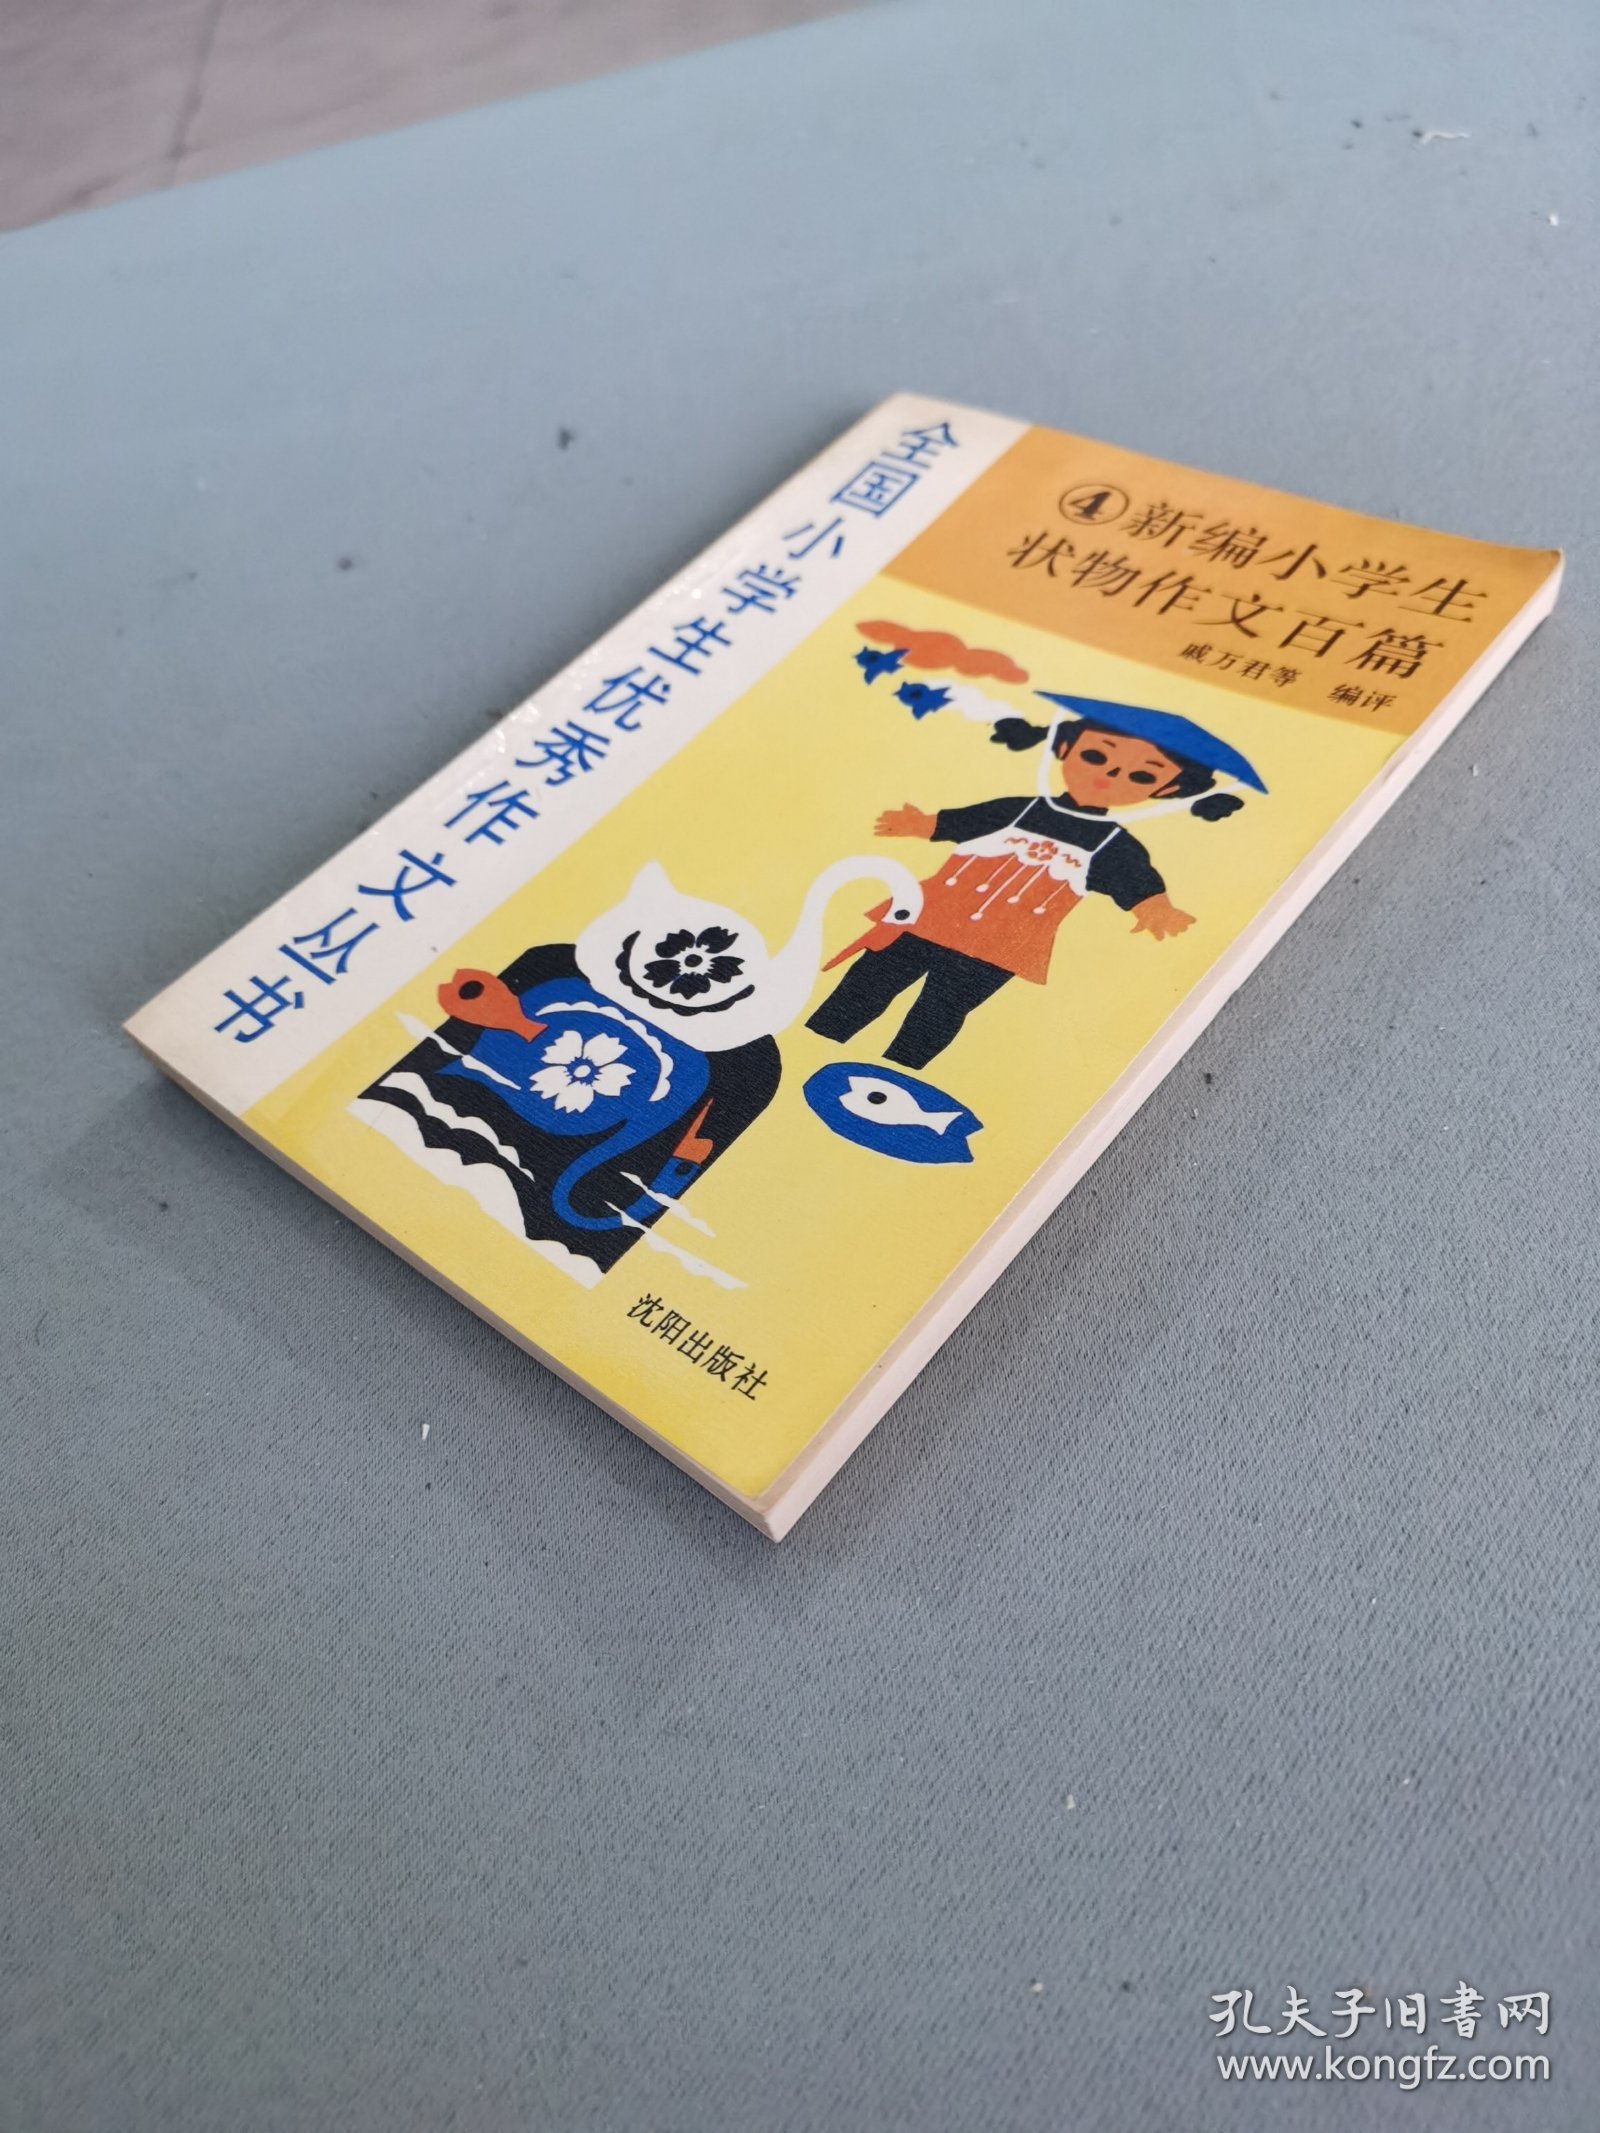 全国小学生优秀作文丛书
④新编小学生
状物作文百篇
戚万君等 编评
沈阳出版社
孔夫子旧书网
www.kongfz.com